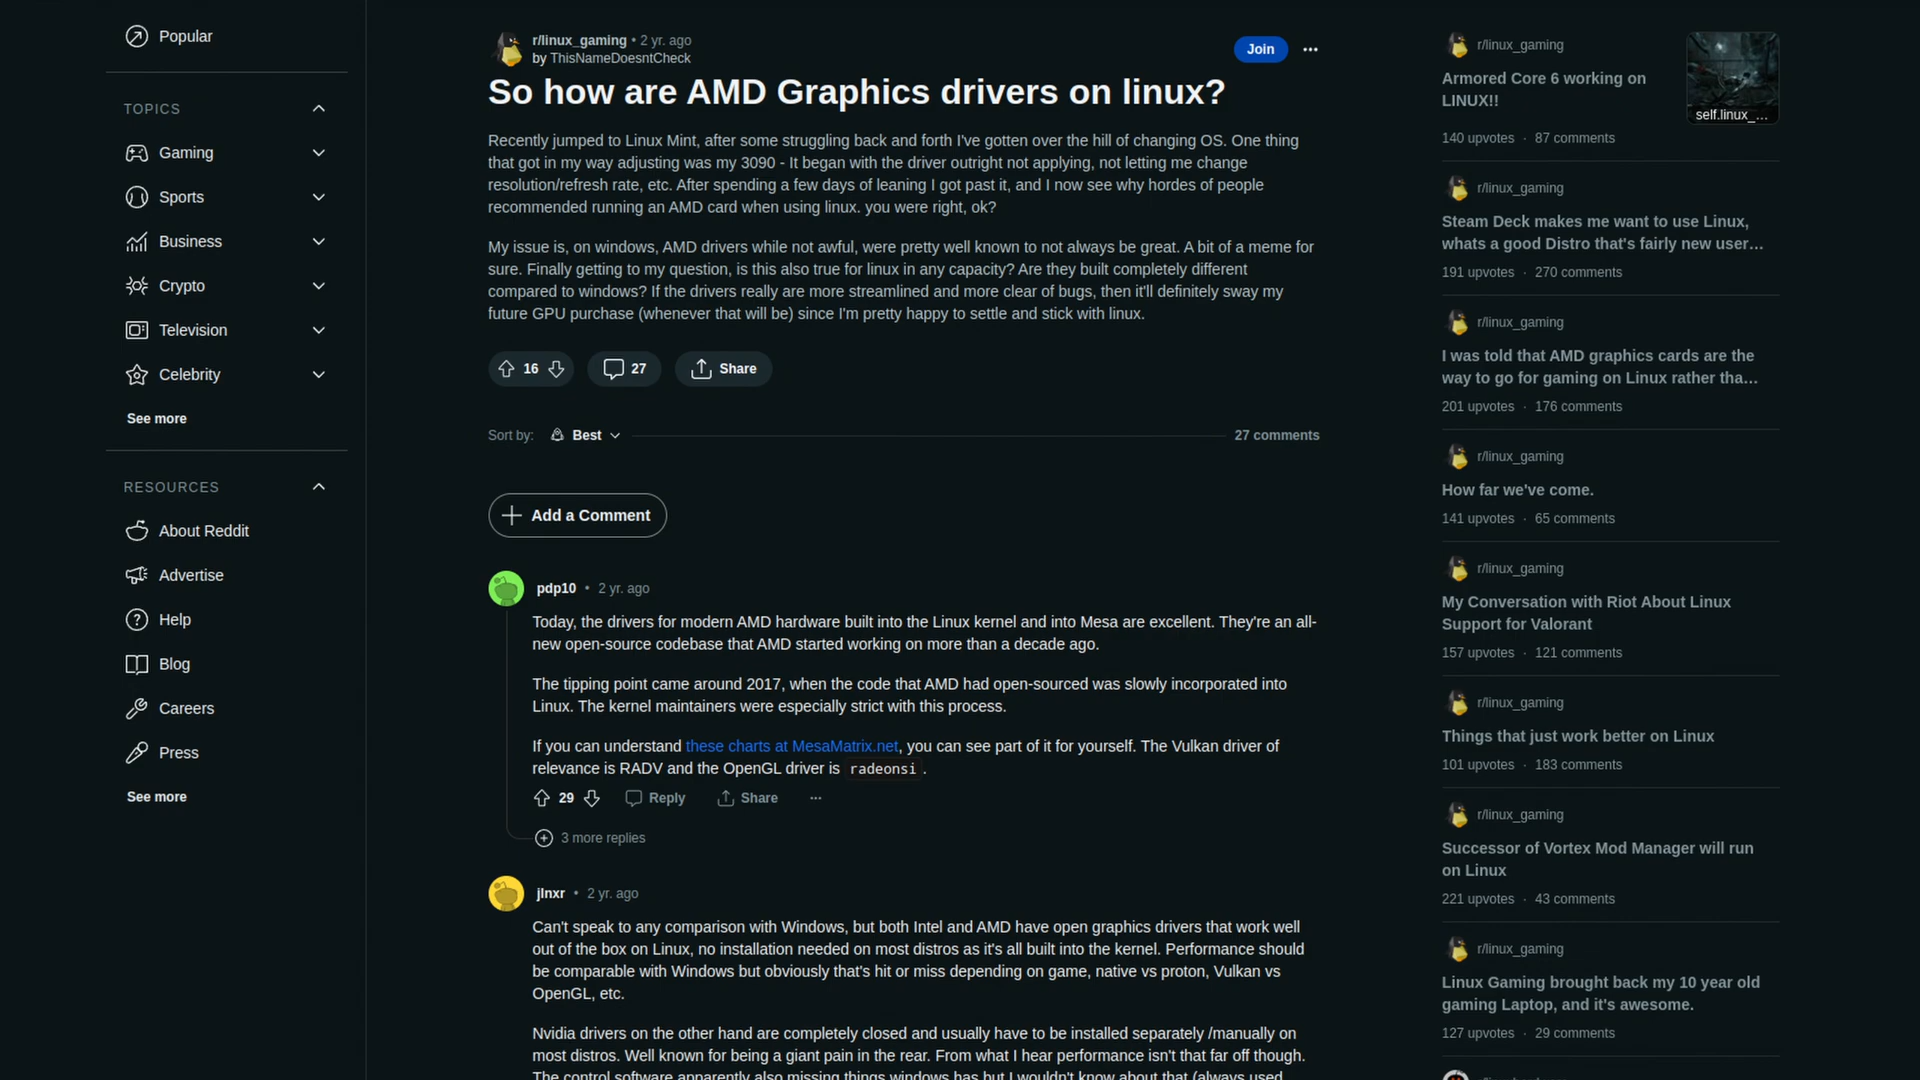 Popular
TOPICS
Gaming
Sports
Business
Crypto
Television
Celebrity
See more
RESOURCES
About Reddit
Advertise
Help
Blog
Careers
Press
See more
r/linux_gaming • 2 yr. ago
by ThisNameDoesntCheck
Join
So how are AMD Graphics drivers on linux?
Recently jumped to Linux Mint, after some struggling back and forth I've gotten over the hill of changing OS. One thing
that got in my way adjusting was my 3090 - It began with the driver outright not applying, not letting me change
resolution/refresh rate, etc. After spending a few days of leaning I got past it, and I now see why hordes of people
recommended running an AMD card when using linux. you were right, ok?
My issue is, on windows, AMD drivers while not awful, were pretty well known to not always be great. A bit of a meme for
sure. Finally getting to my question, is this also true for linux in any capacity? Are they built completely different
compared to windows? If the drivers really are more streamlined and more clear of bugs, then it'll definitely sway my
future GPU purchase (whenever that will be) since I'm pretty happy to settle and stick with linux.
16
27
Share
Sort by: Best
27 comments
Add a Comment
pdp10 • 2 yr. ago
Today, the drivers for modern AMD hardware built into the Linux kernel and into Mesa are excellent. They're an all-
new open-source codebase that AMD started working on more than a decade ago.
The tipping point came around 2017, when the code that AMD had open-sourced was slowly incorporated into
Linux. The kernel maintainers were especially strict with this process.
If you can understand these charts at MesaMatrix.net, you can see part of it for yourself. The Vulkan driver of
relevance is RADV and the OpenGL driver is radeonsi.
29 Reply Share ...
3 more replies
jlnxr • 2 yr. ago
Can't speak to any comparison with Windows, but both Intel and AMD have open graphics drivers that work well
out of the box on Linux, no installation needed on most distros as it's all built into the kernel. Performance should
be comparable with Windows but obviously that's hit or miss depending on game, native vs proton, Vulkan vs
OpenGL, etc.
Nvidia drivers on the other hand are completely closed and usually have to be installed separately /manually on
most distros. Well known for being a giant pain in the rear. From what I hear performance isn't that far off though.
The control software apparently also missing things windows has but I wouldn't know about that (always used
r/linux_gaming
Armored Core 6 working on
LINUX!!
self.linux_...
140 upvotes · 87 comments
r/linux_gaming
Steam Deck makes me want to use Linux,
whats a good Distro that's fairly new user...
191 upvotes · 270 comments
r/linux_gaming
I was told that AMD graphics cards are the
way to go for gaming on Linux rather tha...
201 upvotes · 176 comments
r/linux_gaming
How far we've come.
141 upvotes · 65 comments
r/linux_gaming
My Conversation with Riot About Linux
Support for Valorant
157 upvotes · 121 comments
r/linux_gaming
Things that just work better on Linux
101 upvotes · 183 comments
r/linux_gaming
Successor of Vortex Mod Manager will run
on Linux
221 upvotes · 43 comments
r/linux_gaming
Linux Gaming brought back my 10 year old
gaming Laptop, and it's awesome.
127 upvotes · 29 comments